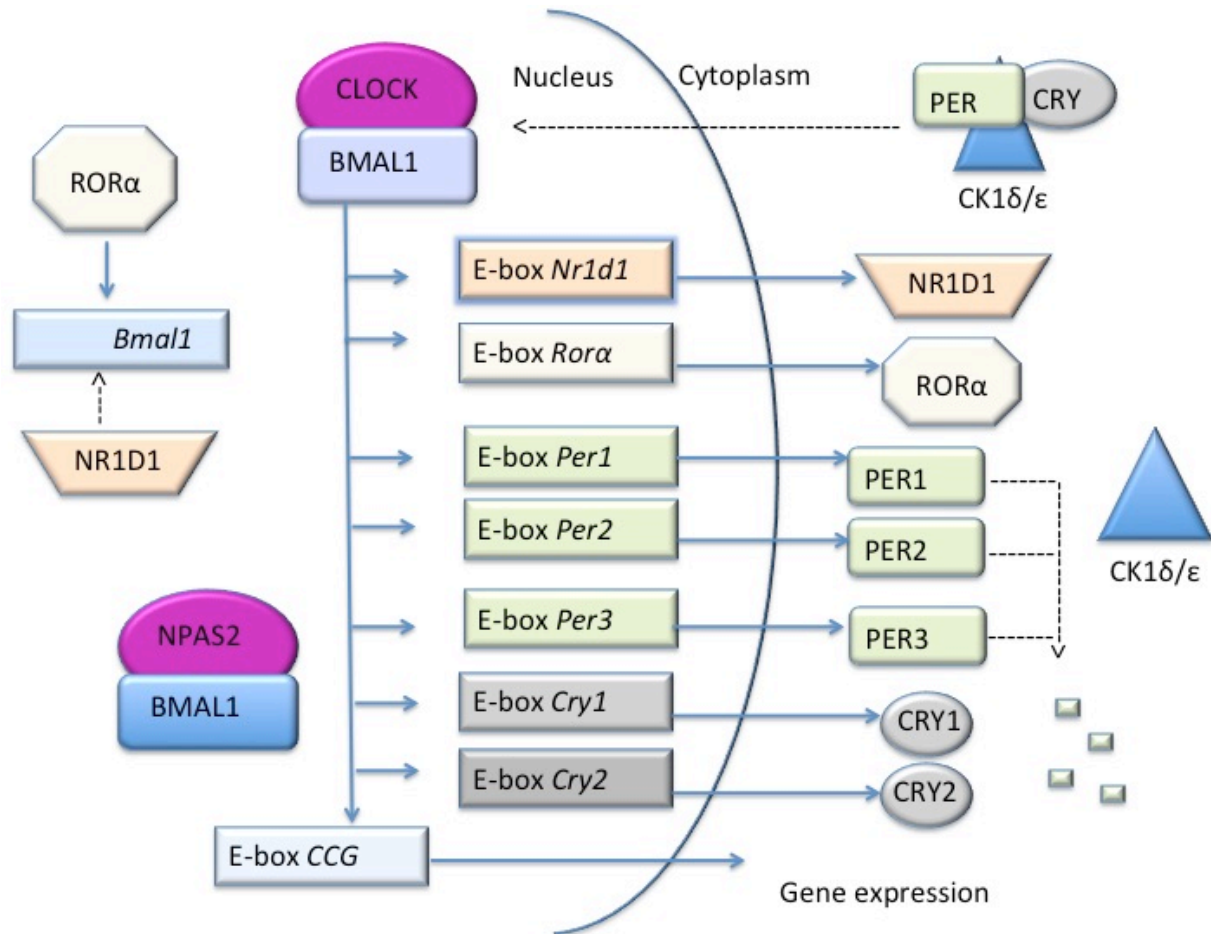 CLOCK
BMAL1
Nucleus
Cytoplasm
PER
CRY
CK1δ/ε
RORα
Bmal1
NR1D1
E-box Nr1d1
NR1D1
E-box Rorα
RORα
E-box Per1
PER1
E-box Per2
PER2
CK1δ/ε
E-box Per3
PER3
NPAS2
BMAL1
E-box Cry1
CRY1
E-box Cry2
CRY2
E-box CCG
Gene expression